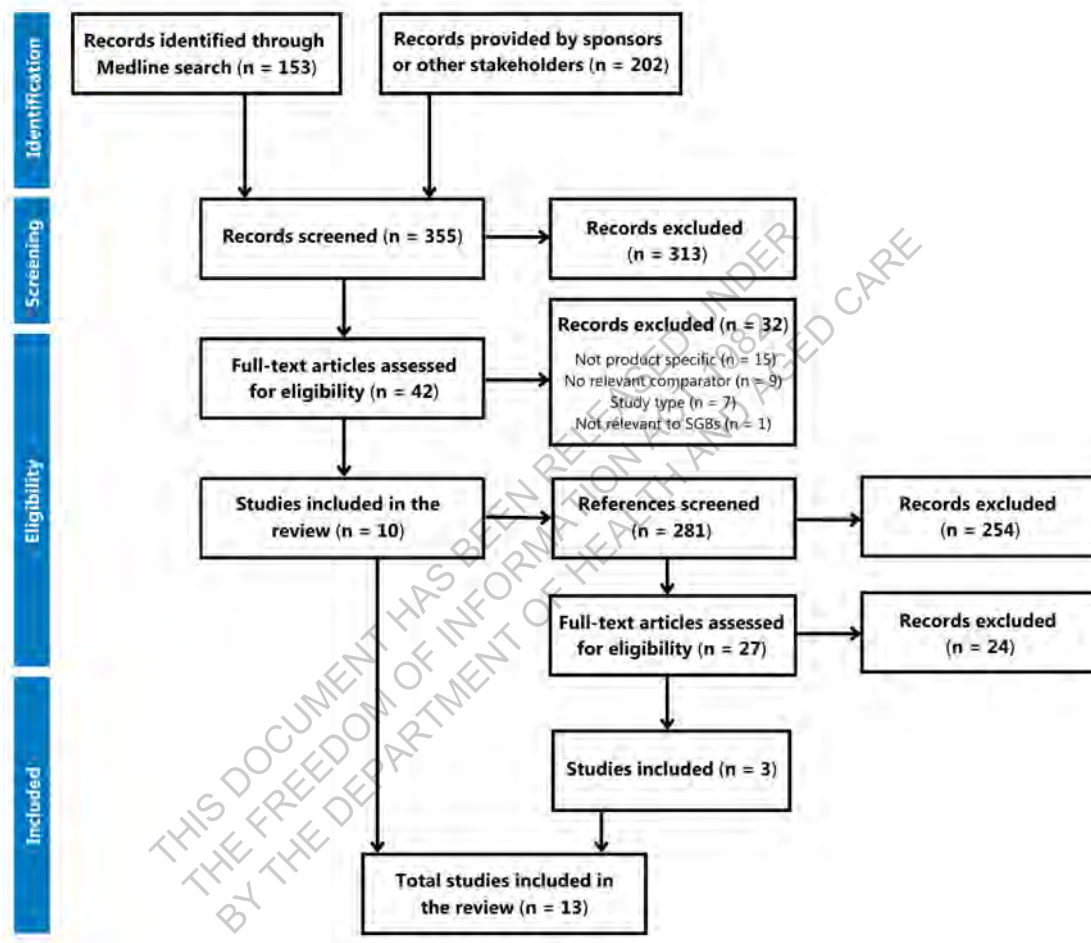 Identification
Records identified through
Medline search (n = 153)
Records provided by sponsors
or other stakeholders (n = 202)
Screening
Records screened (n = 355)
Records excluded
(n = 313)
Eligibility
Full-text articles assessed
for eligibility (n = 42)
Records excluded (n = 32)
Not product specific (n = 15)
No relevant comparator (n = 9)
Study type (n = 7)
Not relevant to SGBs (n = 1)
Studies included in the
review (n = 10)
References screened
(n = 281)
Records excluded
(n = 254)
Full-text articles assessed
for eligibility (n = 27)
Records excluded
(n = 24)
Included
Studies included (n = 3)
Total studies included in
the review (n = 13)
THIS DOCUMENT HAS BEEN RELEASED UNDER
THE FREEDOM OF INFORMATION ACT 1982
BY THE DEPARTMENT OF HEALTH AND AGED CARE